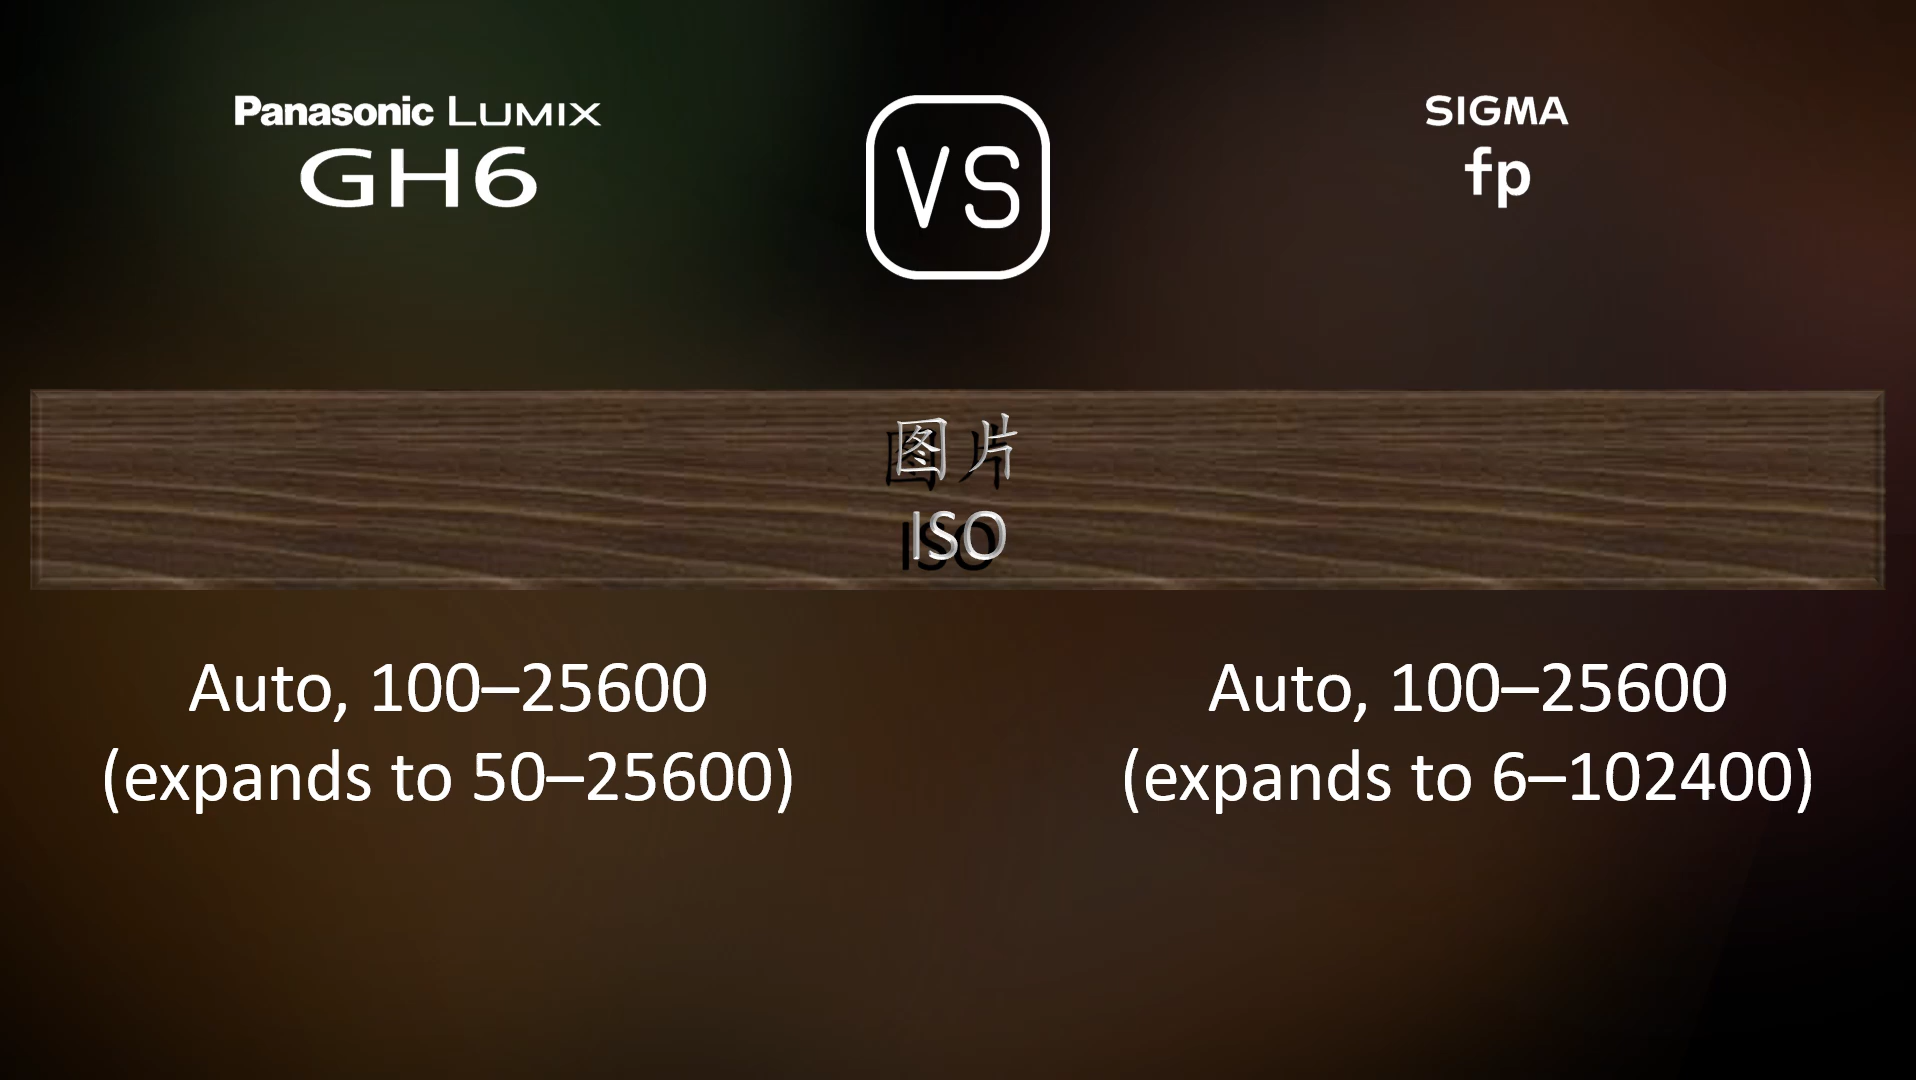 Panasonic LUMIX
GH6
VS
SIGMA
fp
图片
ISO
Auto, 100–25600
(expands to 50–25600)
Auto, 100–25600
(expands to 6–102400)